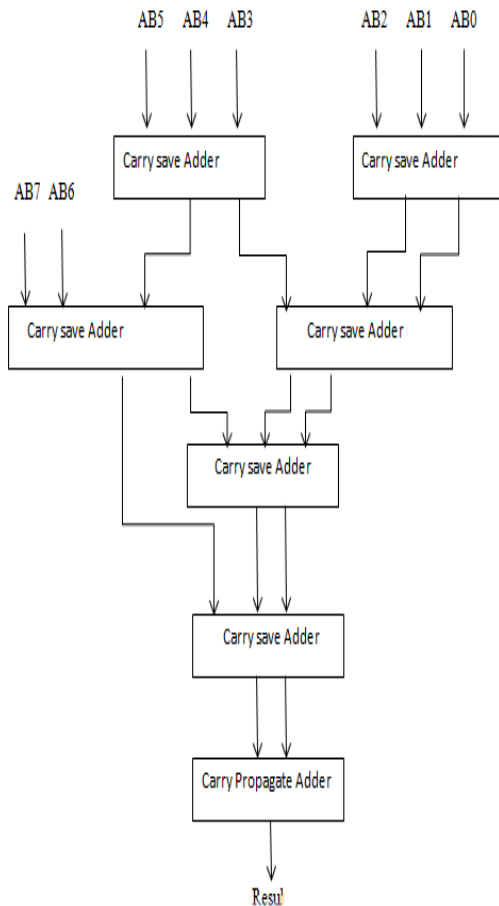 AB5 AB4 AB3 AB2 AB1 AB0
Carry save Adder Carry save Adder
AB7 AB6
Carry save Adder Carry save Adder
Carry save Adder
Carry save Adder
Carry Propagate Adder
Resul